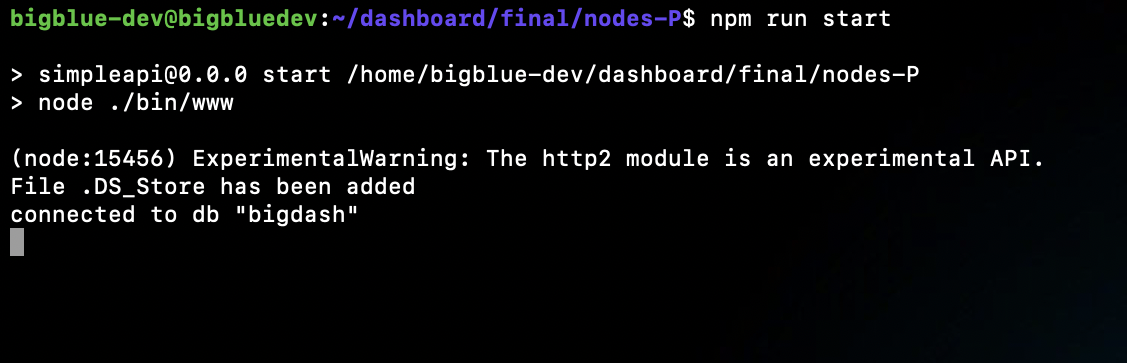 bigblue-dev@bigbluedev:~/dashboard/final/nodes-P$ npm run start
> simpleapi@0.0.0 start /home/bigblue-dev/dashboard/final/nodes-P
> node ./bin/www
(node:15456) ExperimentalWarning: The http2 module is an experimental API.
File .DS_Store has been added
connected to db "bigdash"